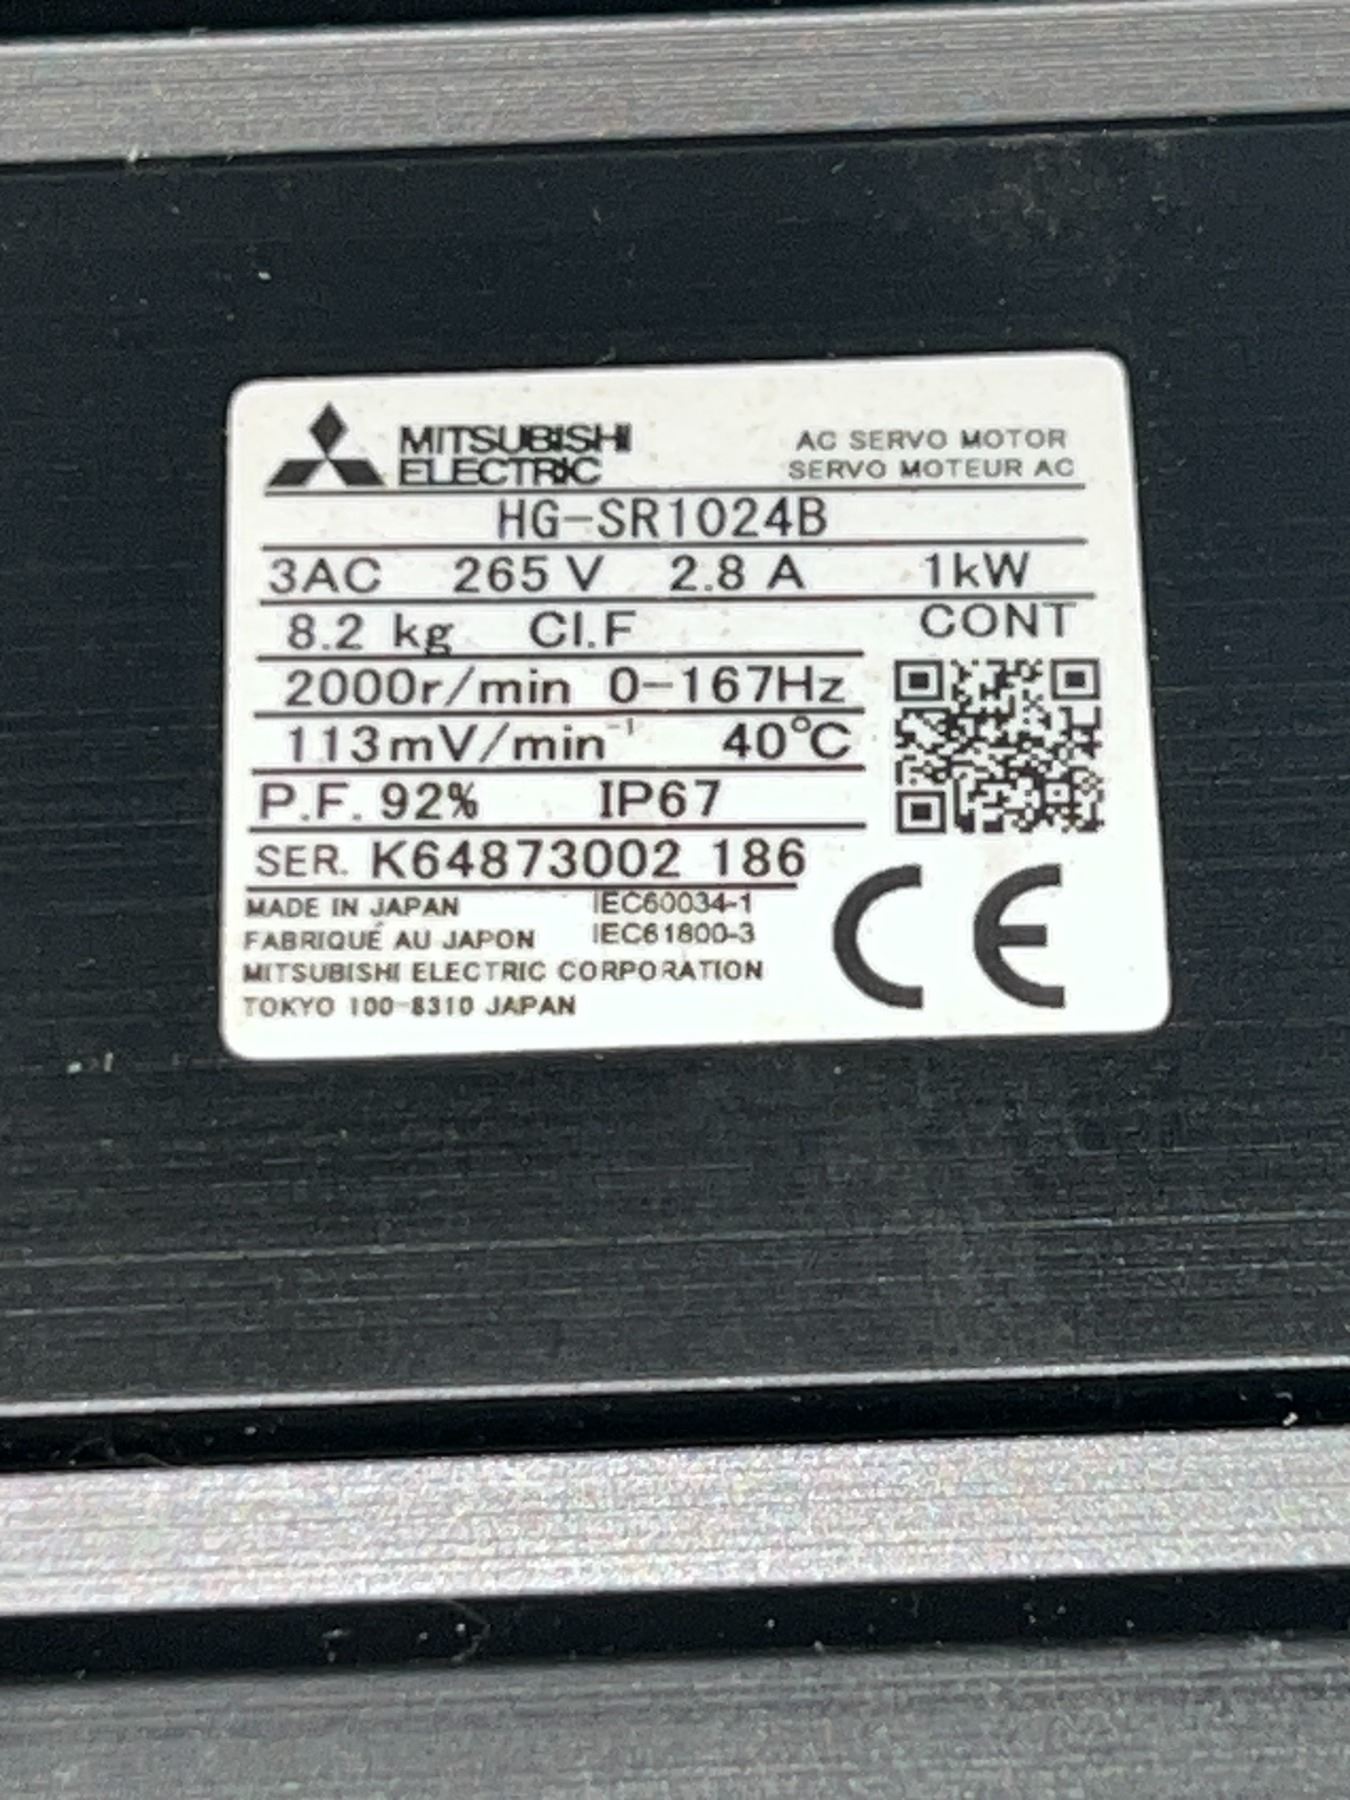 MITSUBISHI
ELECTRIC
AC SERVO MOTOR
SERVO MOTEUR AC
HG-SR1024B
3AC 265 V 2.8 A 1kW
8.2 kg Cl.F CONT
2000r/min 0-167Hz
113mV/min⁻¹ 40°C
P.F. 92% IP67
SER. K64873002 186
MADE IN JAPAN IEC60034-1
FABRIQUÉ AU JAPON IEC61800-3
MITSUBISHI ELECTRIC CORPORATION
TOKYO 100-8310 JAPAN
CE